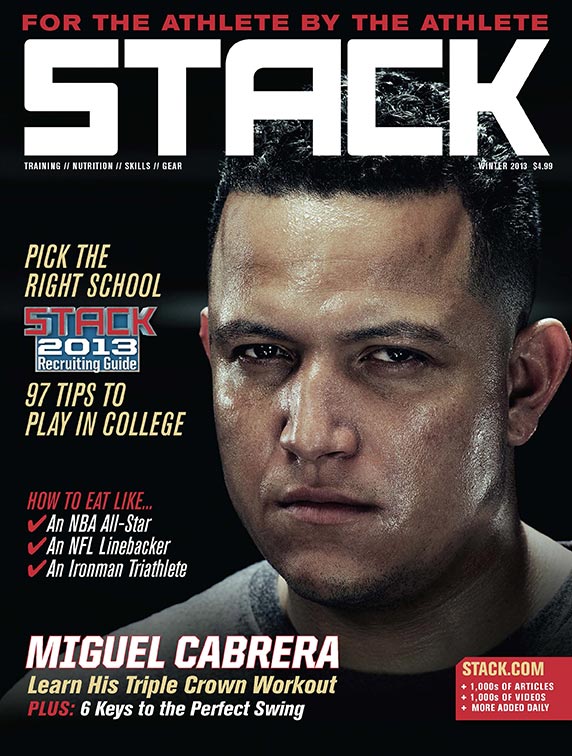 FOR THE ATHLETE BY THE ATHLETE
STACK
TRAINING // NUTRITION // SKILLS // GEAR
WINTER 2013 $4.99
PICK THE
RIGHT SCHOOL
STACK
2013
Recruiting Guide
97 TIPS TO
PLAY IN COLLEGE
HOW TO EAT LIKE...
✔An NBA All-Star
✔An NFL Linebacker
✔An Ironman Triathlete
MIGUEL CABRERA
Learn His Triple Crown Workout
PLUS: 6 Keys to the Perfect Swing
STACK.COM
+ 1,000s OF ARTICLES
+ 1,000s OF VIDEOS
+ MORE ADDED DAILY